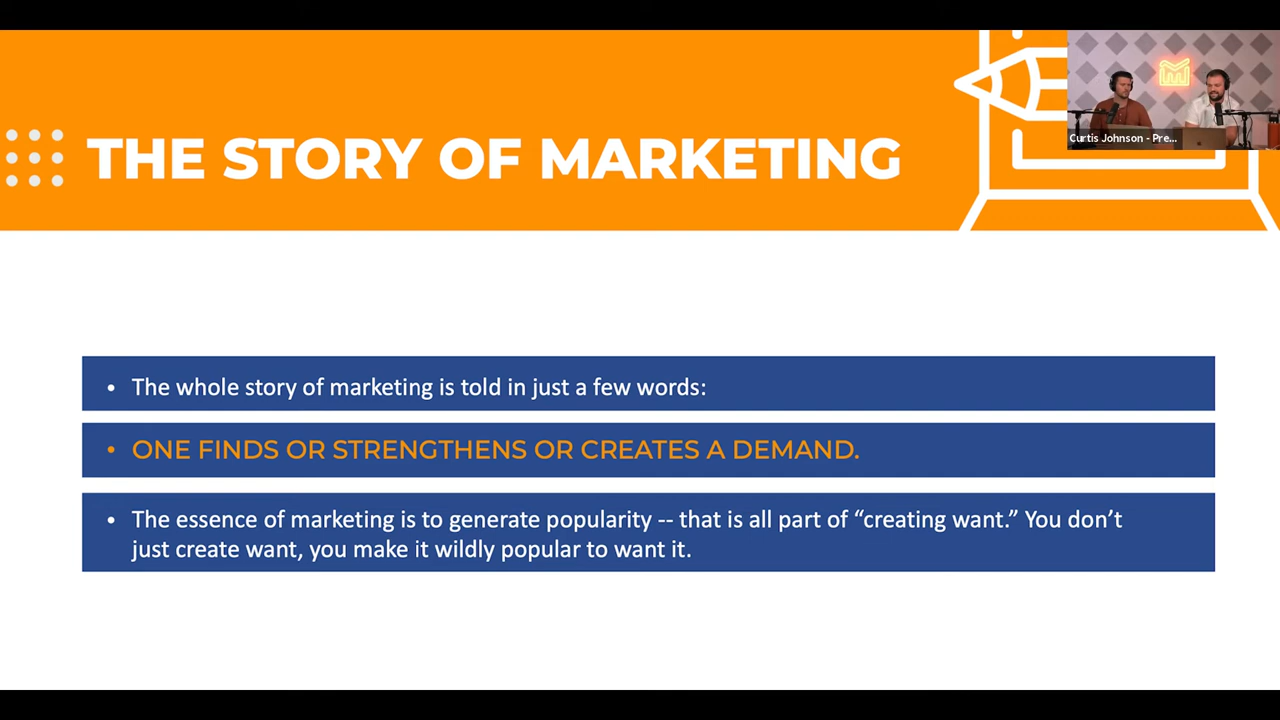 Curtis Johnson - Pre...
THE STORY OF MARKETING
• The whole story of marketing is told in just a few words:
• ONE FINDS OR STRENGTHENS OR CREATES A DEMAND.
• The essence of marketing is to generate popularity -- that is all part of “creating want.” You don’t
just create want, you make it wildly popular to want it.